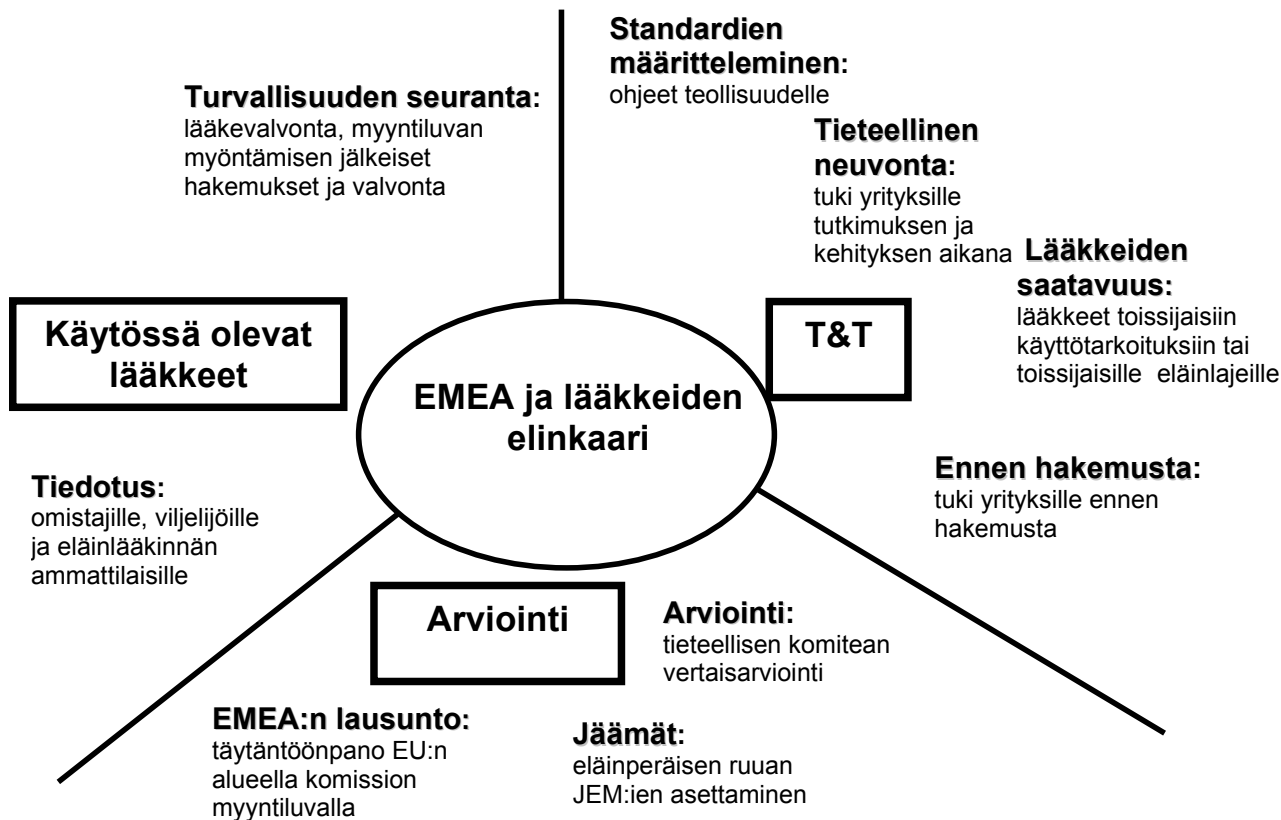 Standardien
määritteleminen:
ohjeet teollisuudelle
Turvallisuuden seuranta:
lääkevalvonta, myyntiluvan
myöntämisen jälkeiset
hakemukset ja valvonta
Tieteellinen
neuvonta:
tuki yrityksille
tutkimuksen ja
kehityksen aikana
Lääkkeiden
saatavuus:
lääkkeet toissijaisiin
käyttötarkoituksiin tai
toissijaisille eläinlajeille
Käytössä olevat
lääkkeet
T&T
EMEA ja lääkkeiden
elinkaari
Ennen hakemusta:
tuki yrityksille ennen
hakemusta
Tiedotus:
omistajille, viljelijöille
ja eläinlääkinnän
ammattilaisille
Arviointi
Arviointi:
tieteellisen komitean
vertaisarviointi
EMEA:n lausunto:
täytäntöönpano EU:n
alueella komission
myyntiluvalla
Jäämät:
eläinperäisen ruuan
JEM:ien asettaminen